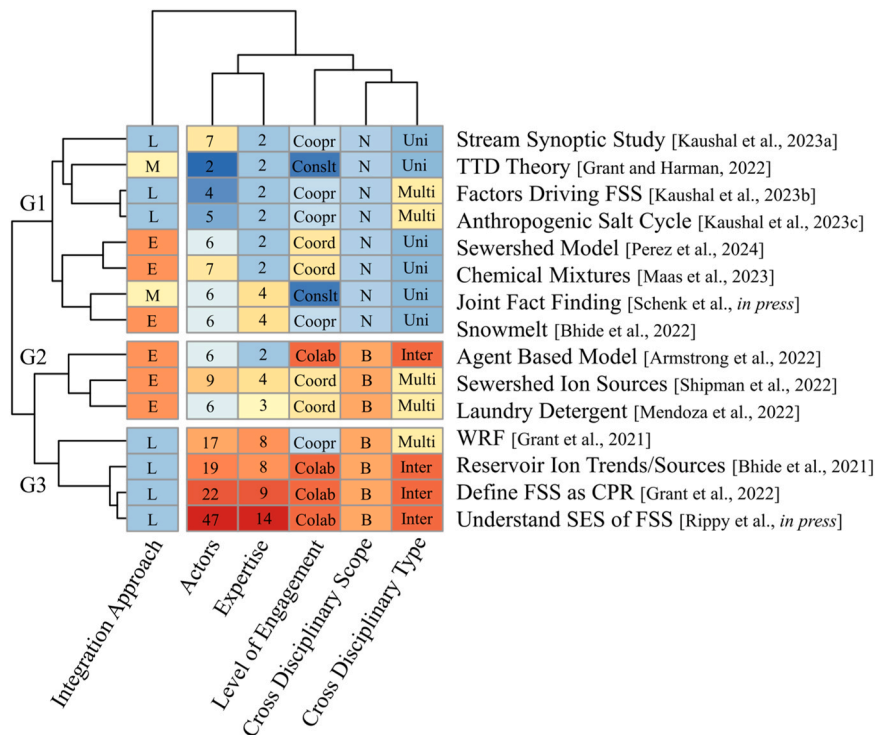 L 7 2 Coopr N Uni Stream Synoptic Study [Kaushal et al., 2023a]
M 2 2 Conslt N Uni TTD Theory [Grant and Harman, 2022]
G1
L 4 2 Coopr N Multi Factors Driving FSS [Kaushal et al., 2023b]
L 5 2 Coopr N Multi Anthropogenic Salt Cycle [Kaushal et al., 2023c]
E 6 2 Coord N Uni Sewershed Model [Perez et al., 2024]
E 7 2 Coord N Uni Chemical Mixtures [Maas et al., 2023]
M 6 4 Conslt N Uni Joint Fact Finding [Schenk et al., in press]
E 6 4 Coopr N Uni Snowmelt [Bhide et al., 2022]
G2 E 6 2 Colab B Inter Agent Based Model [Armstrong et al., 2022]
E 9 4 Coord B Multi Sewershed Ion Sources [Shipman et al., 2022]
E 6 3 Coord B Multi Laundry Detergent [Mendoza et al., 2022]
L 17 8 Coopr B Multi WRF [Grant et al., 2021]
L 19 8 Colab B Inter Reservoir Ion Trends/Sources [Bhide et al., 2021]
G3 L 22 9 Colab B Inter Define FSS as CPR [Grant et al., 2022]
L 47 14 Colab B Inter Understand SES of FSS [Rippy et al., in press]
Integration Approach
Actors
Expertise
Level of Engagement
Cross Disciplinary Scope
Cross Disciplinary Type